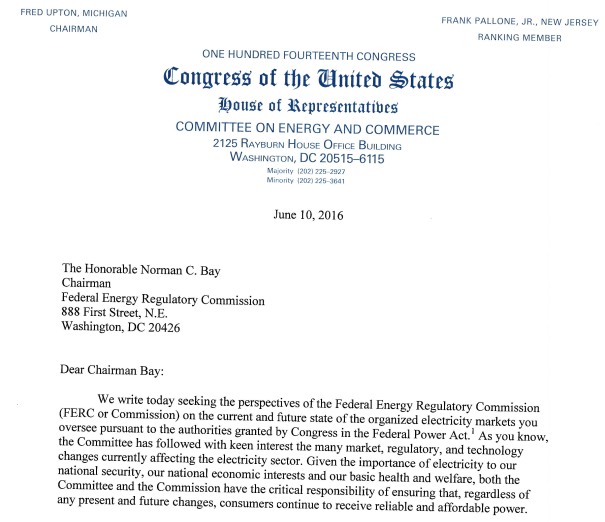 FRED UPTON, MICHIGAN
CHAIRMAN
FRANK PALLONE, JR., NEW JERSEY
RANKING MEMBER
ONE HUNDRED FOURTEENTH CONGRESS
Congress of the United States
House of Representatives
COMMITTEE ON ENERGY AND COMMERCE
2125 RAYBURN HOUSE OFFICE BUILDING
WASHINGTON, DC 20515–6115
Majority (202) 225-2927
Minority (202) 225-3641
June 10, 2016
The Honorable Norman C. Bay
Chairman
Federal Energy Regulatory Commission
888 First Street, N.E.
Washington, DC 20426
Dear Chairman Bay:
We write today seeking the perspectives of the Federal Energy Regulatory Commission
(FERC or Commission) on the current and future state of the organized electricity markets you
oversee pursuant to the authorities granted by Congress in the Federal Power Act.¹ As you know,
the Committee has followed with keen interest the many market, regulatory, and technology
changes currently affecting the electricity sector. Given the importance of electricity to our
national security, our national economic interests and our basic health and welfare, both the
Committee and the Commission have the critical responsibility of ensuring that, regardless of
any present and future changes, consumers continue to receive reliable and affordable power.